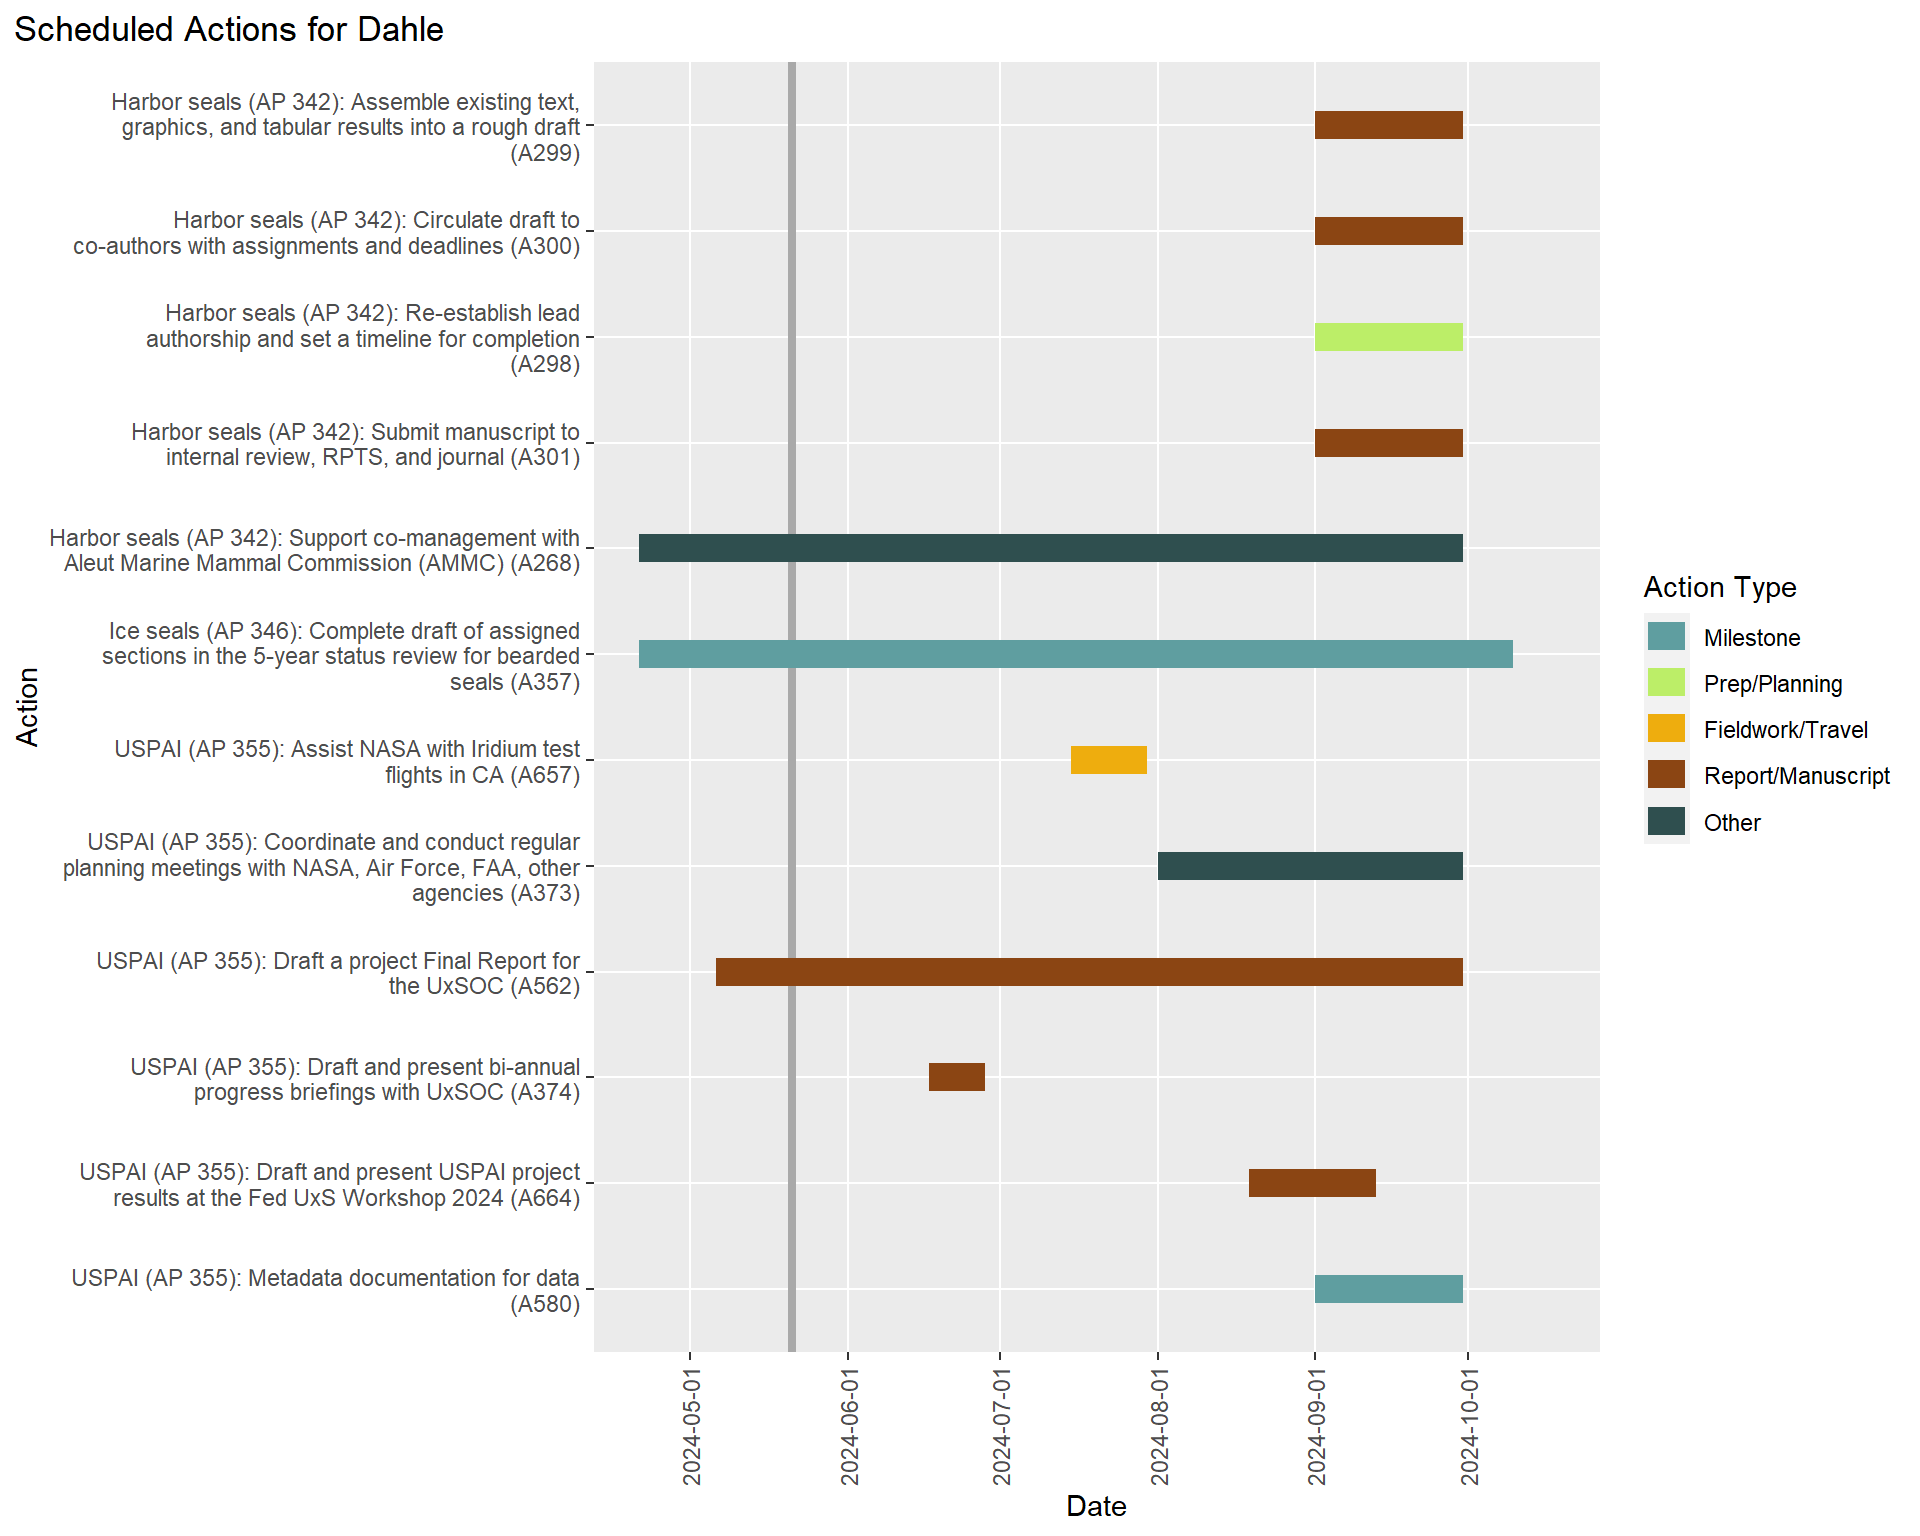 Scheduled Actions for Dahle
Harbor seals (AP 342): Assemble existing text,
graphics, and tabular results into a rough draft
(A299)
Harbor seals (AP 342): Circulate draft to
co-authors with assignments and deadlines (A300)
Harbor seals (AP 342): Re-establish lead
authorship and set a timeline for completion
(A298)
Harbor seals (AP 342): Submit manuscript to
internal review, RPTS, and journal (A301)
Harbor seals (AP 342): Support co-management with
Aleut Marine Mammal Commission (AMMC) (A268)
Ice seals (AP 346): Complete draft of assigned
sections in the 5-year status review for bearded
seals (A357)
USPAI (AP 355): Assist NASA with Iridium test
flights in CA (A657)
USPAI (AP 355): Coordinate and conduct regular
planning meetings with NASA, Air Force, FAA, other
agencies (A373)
USPAI (AP 355): Draft a project Final Report for
the UxSOC (A562)
USPAI (AP 355): Draft and present bi-annual
progress briefings with UxSOC (A374)
USPAI (AP 355): Draft and present USPAI project
results at the Fed UxS Workshop 2024 (A664)
USPAI (AP 355): Metadata documentation for data
(A580)
Action
2024-05-01
2024-06-01
2024-07-01
2024-08-01
2024-09-01
2024-10-01
Date
Action Type
Milestone
Prep/Planning
Fieldwork/Travel
Report/Manuscript
Other